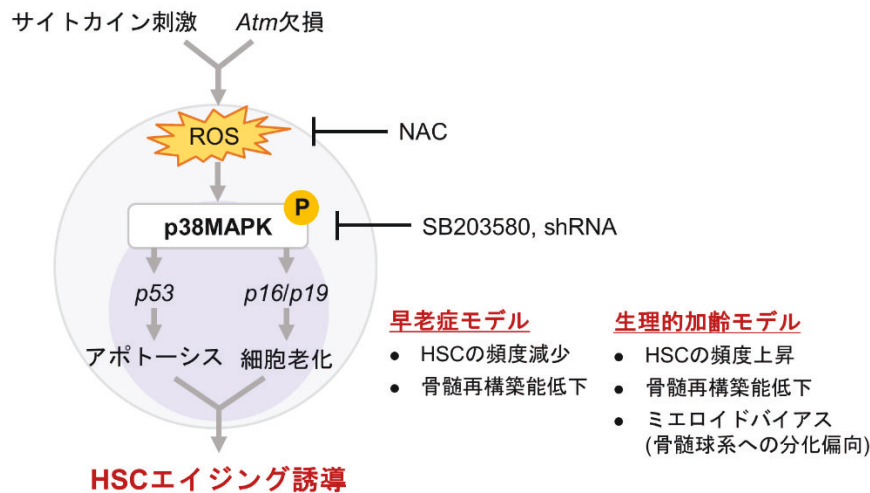 サイトカイン刺激 Atm欠損
ROS
NAC
P
p38MAPK
SB203580, shRNA
p53 p16/p19
アポトーシス 細胞老化
HSCエイジング誘導
早老症モデル
● HSCの頻度減少
● 骨髄再構築能低下
生理的加齢モデル
● HSCの頻度上昇
● 骨髄再構築能低下
● ミエロイドバイアス
(骨髄球系への分化偏向)